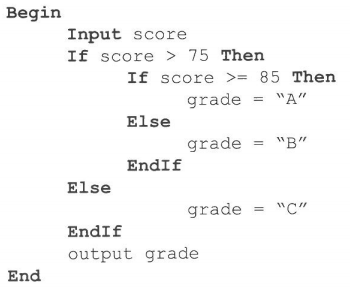 Begin
Input score
If score > 75 Then
If score >= 85 Then
grade = “A”
Else
grade = “B”
EndIf
Else
grade = “C”
EndIf
output grade
End